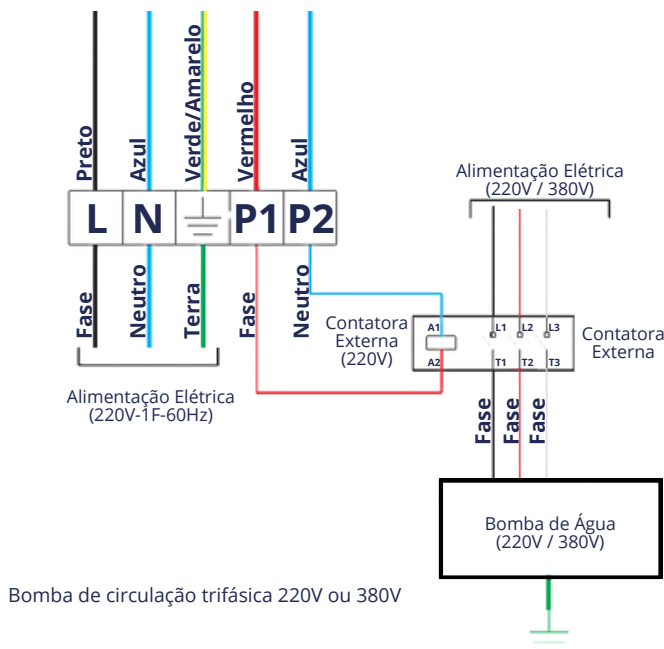 Preto
Azul
Verde/Amarelo
Vermelho
Azul
L N P1 P2
Fase
Neutro
Terra
Fase
Neutro
Alimentação Elétrica
(220V-1F-60Hz)
Alimentação Elétrica
(220V / 380V)
Contatora
Externa
(220V)
A1 L1 L2 L3
A2 T1 T2 T3
Contatora
Externa
Fase
Fase
Fase
Bomba de Água
(220V / 380V)
Bomba de circulação trifásica 220V ou 380V